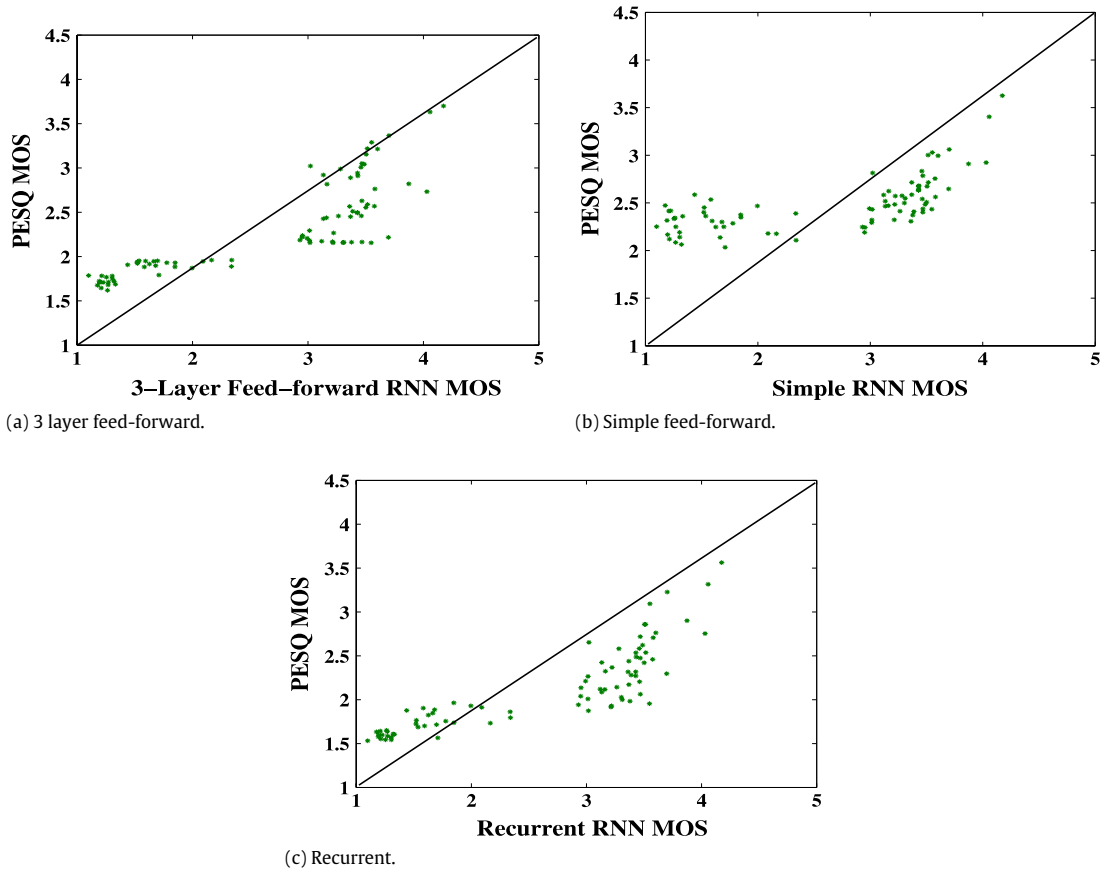 4.5
4
3.5
3
2.5
2
1.5
1
PESQ MOS
1 2 3 4 5
3−Layer Feed−forward RNN MOS
(a) 3 layer feed-forward.
4.5
4
3.5
3
2.5
2
1.5
1
PESQ MOS
1 2 3 4 5
Simple RNN MOS
(b) Simple feed-forward.
4.5
4
3.5
3
2.5
2
1.5
1
PESQ MOS
1 2 3 4 5
Recurrent RNN MOS
(c) Recurrent.